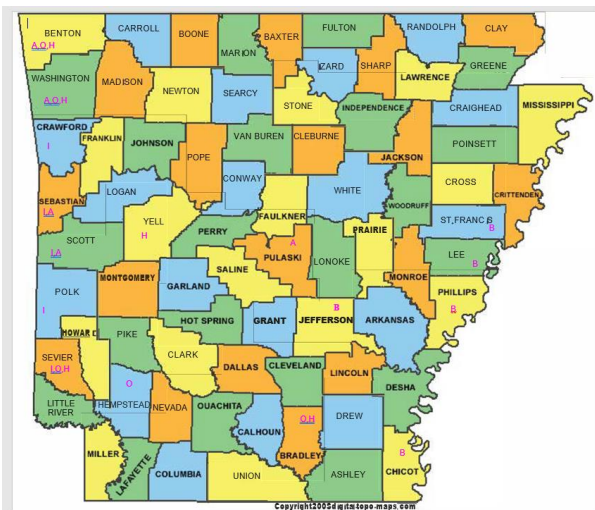 BENTON
A,O,H
CARROLL
BOONE
MARION
BAXTER
FULTON
IZARD
SHARP
RANDOLPH
CLAY
GREENE
LAWRENCE
WASHINGTON
A,O,H
MADISON
NEWTON
SEARCY
STONE
INDEPENDENCE
CRAIGHEAD
MISSISSIPPI
CRAWFORD
I
FRANKLIN
JOHNSON
POPE
VAN BUREN
CLEBURNE
JACKSON
POINSETT
CROSS
CRITTENDEN
SEBASTIAN
I,A
LOGAN
CONWAY
WHITE
WOODRUFF
ST,FRANCIS
B
YELL
H
FAULKNER
PERRY
PRAIRIE
SCOTT
I,A
PULASKI
A
LONOKE
MONROE
LEE
B
PHILLIPS
B
SALINE
POLK
I
MONTGOMERY
GARLAND
HOT SPRING
GRANT
JEFFERSON
B
ARKANSAS
HOWARD
PIKE
CLARK
SEVIER
I,O,H
DALLAS
CLEVELAND
LINCOLN
DESHA
LITTLE
RIVER
HEMPSTEAD
O
NEVADA
OUACHITA
CALHOUN
BRADLEY
O,H
DREW
CHICOT
B
MILLER
LAFAYETTE
COLUMBIA
UNION
ASHLEY
Copyright2005digital-topo-maps.com